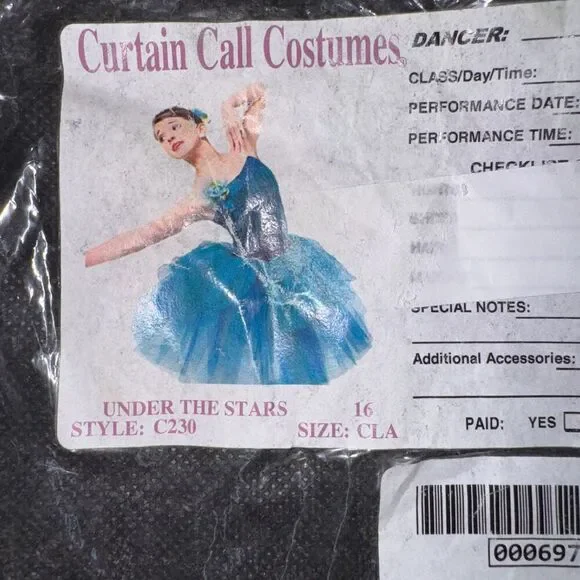 Curtain Call Costumes
DANCER:
CLASS/Day/Time:
PERFORMANCE DATE:
PERFORMANCE TIME:
CHECKLIST
SPECIAL NOTES:
Additional Accessories:
UNDER THE STARS 16
STYLE: C230 SIZE: CLA
PAID: YES
000697